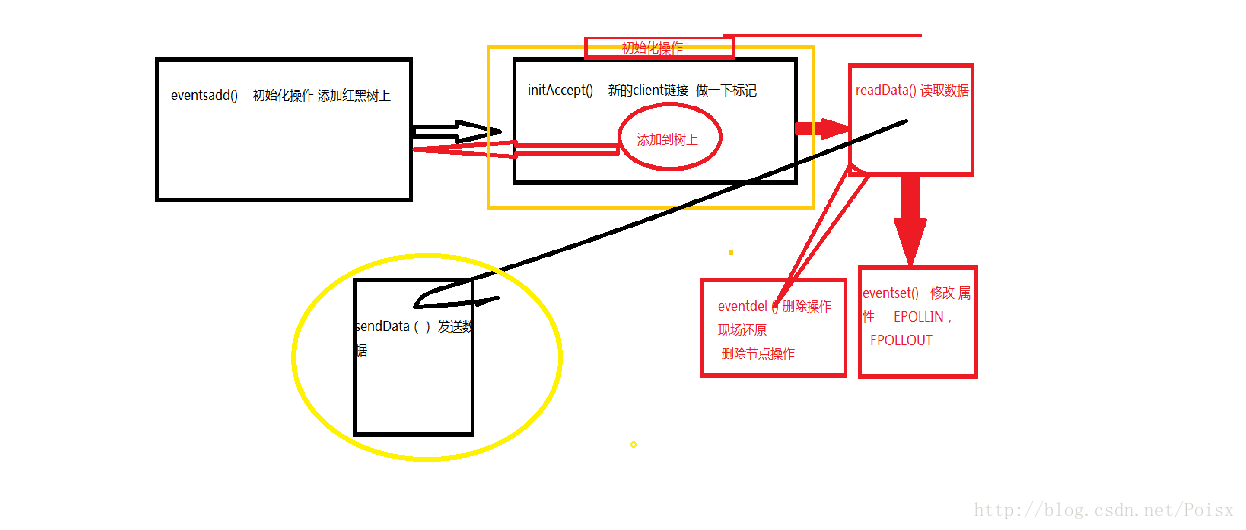 初始化操作
eventsadd() 初始化操作 添加红黑树上
initAccept() 新的client链接 做一下标记
readData() 读取数据
添加到树上
eventdel () 删除操作
现场还原
删除节点操作
eventset() 修改 属
性 EPOLLIN ,
EPOLLOUT
sendData ( ) 发送数
据
http://blog.csdn.net/Poisx